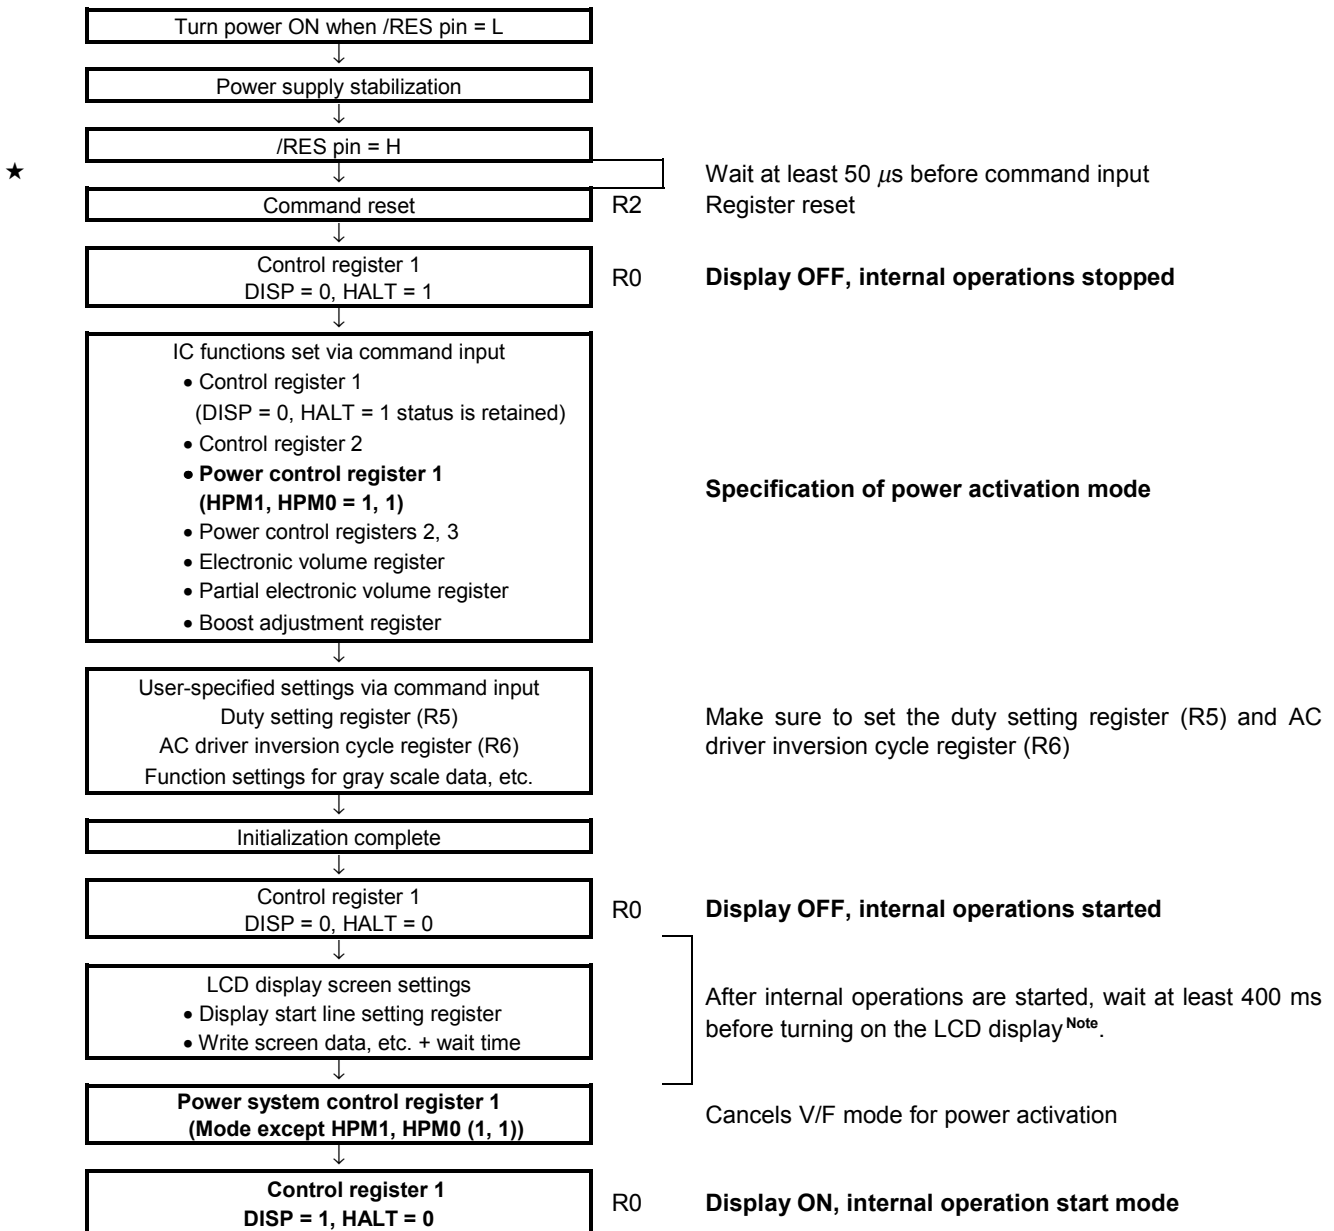 Turn power ON when /RES pin = L
↓
Power supply stabilization
↓
/RES pin = H
★ ↓ Wait at least 50 μs before command input
Command reset R2 Register reset
↓
Control register 1
DISP = 0, HALT = 1 R0 Display OFF, internal operations stopped
↓
IC functions set via command input
• Control register 1
(DISP = 0, HALT = 1 status is retained)
• Control register 2
• Power control register 1
(HPM1, HPM0 = 1, 1) Specification of power activation mode
• Power control registers 2, 3
• Electronic volume register
• Partial electronic volume register
• Boost adjustment register
↓
User-specified settings via command input
Duty setting register (R5)
AC driver inversion cycle register (R6)
Function settings for gray scale data, etc.
Make sure to set the duty setting register (R5) and AC
driver inversion cycle register (R6)
↓
Initialization complete
↓
Control register 1
DISP = 0, HALT = 0 R0 Display OFF, internal operations started
↓
LCD display screen settings
• Display start line setting register
• Write screen data, etc. + wait time
After internal operations are started, wait at least 400 ms
before turning on the LCD display Note.
↓
Power system control register 1
(Mode except HPM1, HPM0 (1, 1)) Cancels V/F mode for power activation
↓
Control register 1
DISP = 1, HALT = 0 R0 Display ON, internal operation start mode